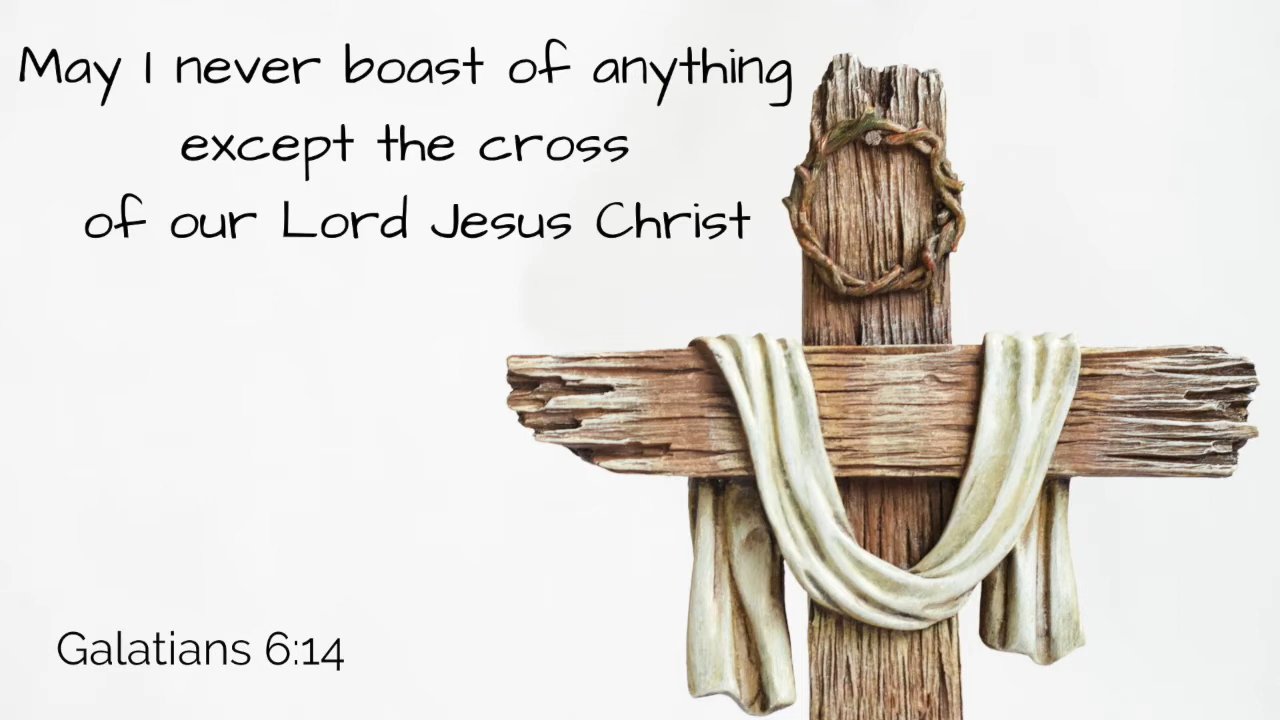 May I never boast of anything
except the cross
of our Lord Jesus Christ
Galatians 6:14